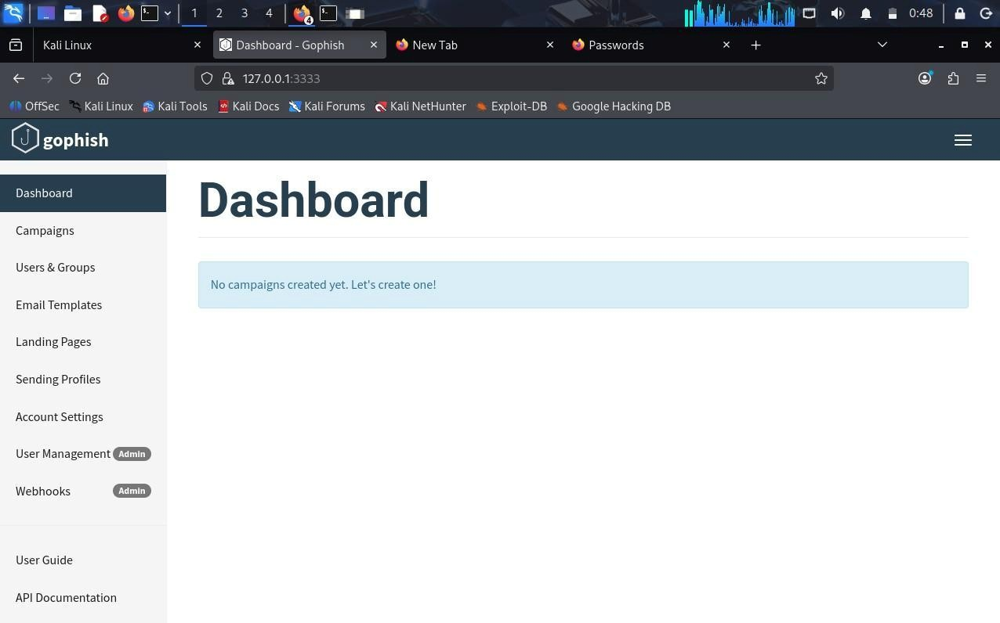 1 2 3 4 4 0:48
Kali Linux Dashboard - Gophish New Tab Passwords
127.0.0.1:3333
OffSec Kali Linux Kali Tools Kali Docs Kali Forums Kali NetHunter Exploit-DB Google Hacking DB
gophish
Dashboard
Campaigns
Users & Groups
Email Templates
Landing Pages
Sending Profiles
Account Settings
User Management Admin
Webhooks Admin
User Guide
API Documentation
Dashboard
No campaigns created yet. Let's create one!